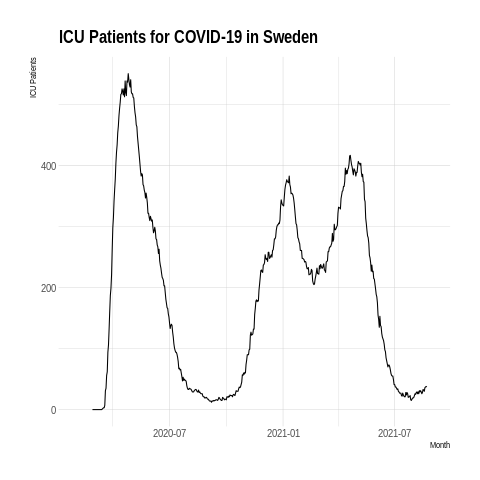 ICU Patients for COVID-19 in Sweden
ICU Patients
400
200
0
2020-07
2021-01
2021-07
Month